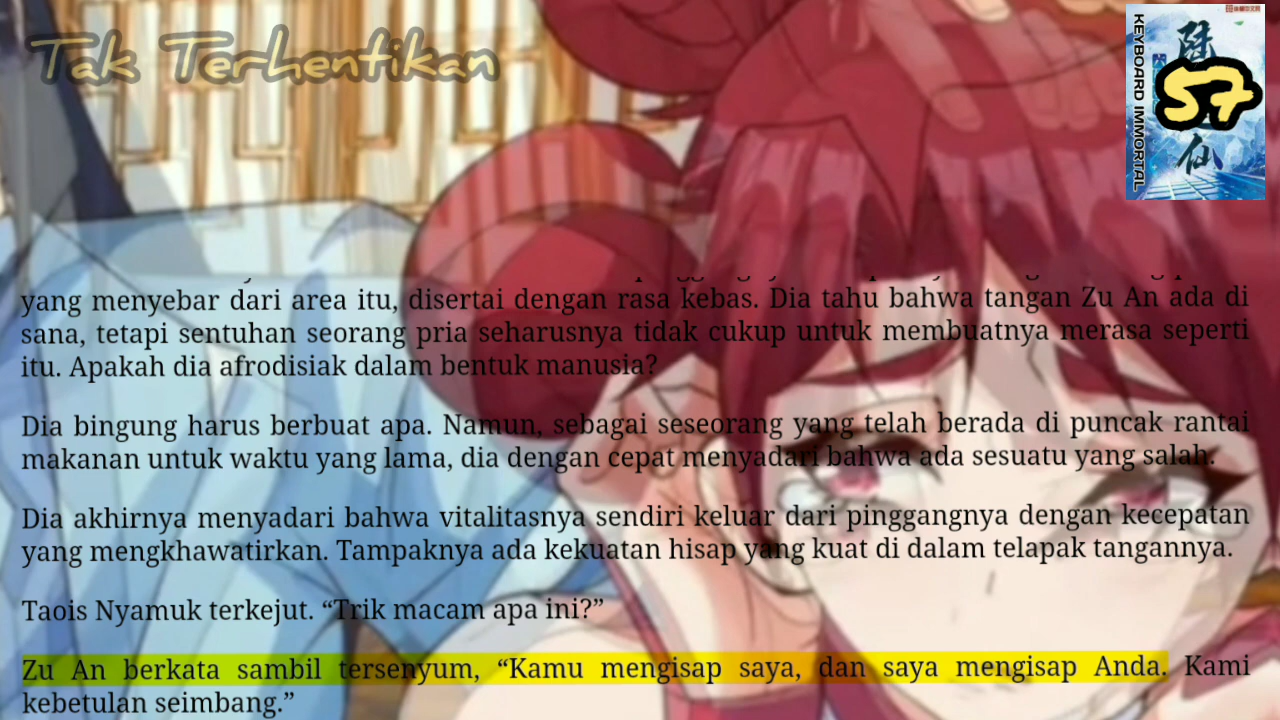 Tak Terhentikan
KEYBOARD IMMORTAL
57
仙
yang menyebar dari area itu, disertai dengan rasa kebas. Dia tahu bahwa tangan Zu An ada di
sana, tetapi sentuhan seorang pria seharusnya tidak cukup untuk membuatnya merasa seperti
itu. Apakah dia afrodisiak dalam bentuk manusia?
Dia bingung harus berbuat apa. Namun, sebagai seseorang yang telah berada di puncak rantai
makanan untuk waktu yang lama, dia dengan cepat menyadari bahwa ada sesuatu yang salah.
Dia akhirnya menyadari bahwa vitalitasnya sendiri keluar dari pinggangnya dengan kecepatan
yang mengkhawatirkan. Tampaknya ada kekuatan hisap yang kuat di dalam telapak tangannya.
Taois Nyamuk terkejut. “Trik macam apa ini?”
Zu An berkata sambil tersenyum, “Kamu mengisap saya, dan saya mengisap Anda. Kami
kebetulan seimbang.”